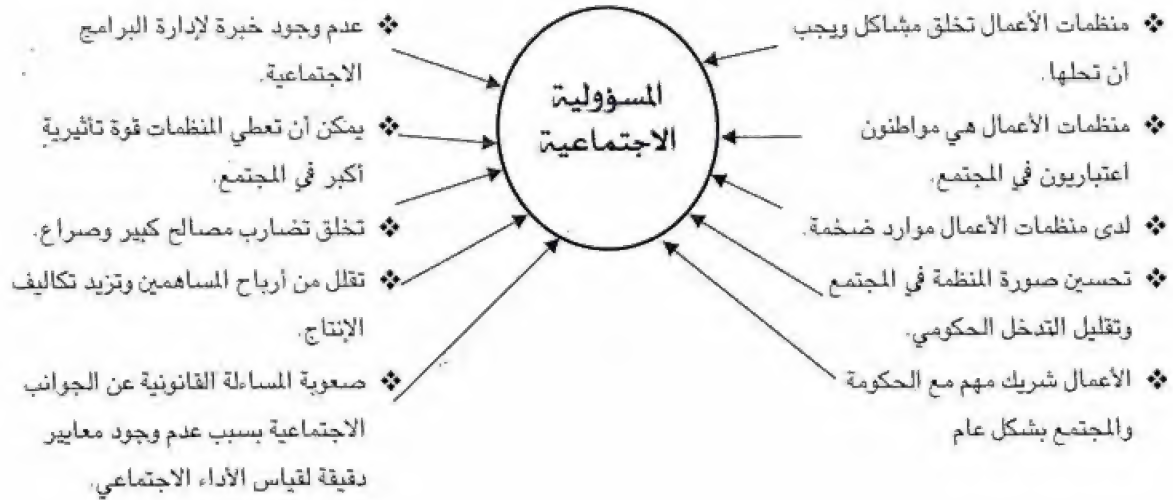 ❖ منظمات الأعمال تخلق مشاكل ويجب
ان تحلها.
❖ منظمات الأعمال هي مواطنون
اعتباريون في المجتمع.
❖ لدى منظمات الأعمال موارد ضخمة.
❖ تحسين صورة المنظمة في المجتمع
وتقليل التدخل الحكومي.
❖ الأعمال شريك مهم مع الحكومة
والمجتمع بشكل عام
المسؤولية
الاجتماعية
❖ عدم وجود خبرة لإدارة البرامج
الاجتماعية.
❖ يمكن ان تعطي المنظمات قوة تأثيرية
أكبر في المجتمع.
❖ تخلق تضارب مصالح كبير وصراع.
❖ تقلل من أرباح المساهمين وتزيد تكاليف
الإنتاج.
❖ صعوبة المساءلة القانونية عن الجوانب
الاجتماعية بسبب عدم وجود معايير
دقيقة لقياس الأداء الاجتماعي.